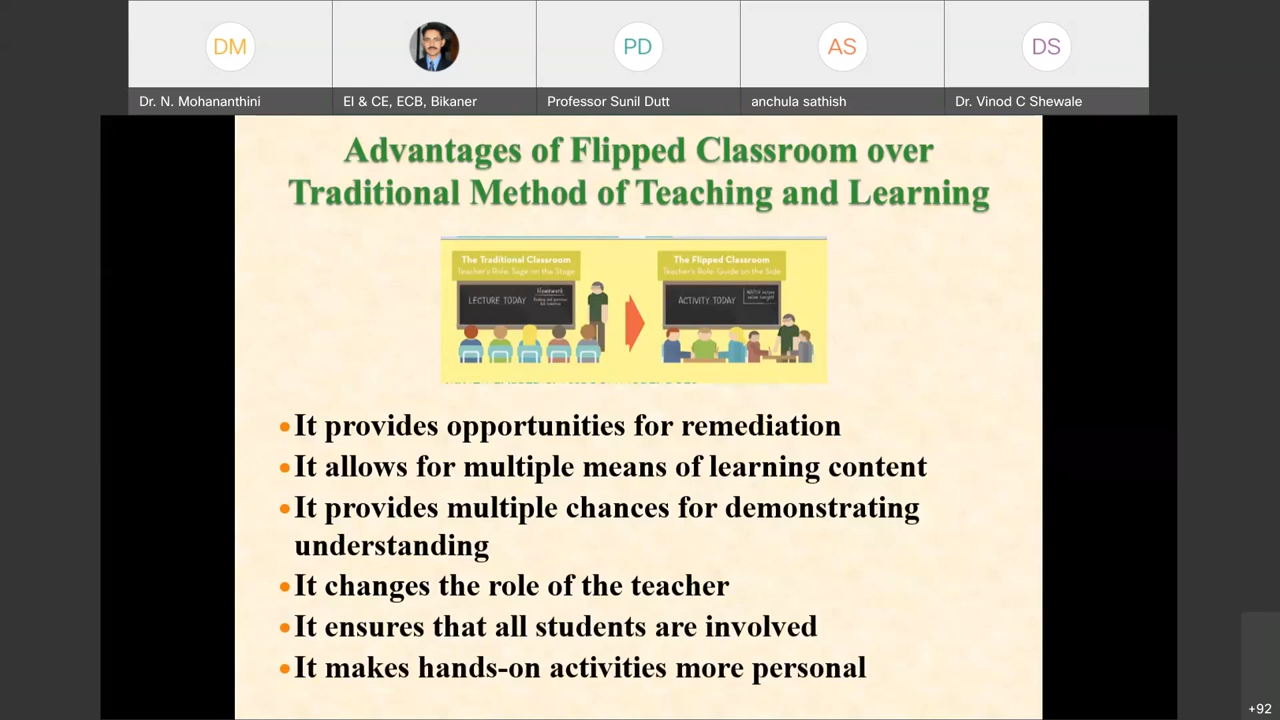 DM
PD
AS
DS
Dr. N. Mohananthini
EI & CE, ECB, Bikaner
Professor Sunil Dutt
anchula sathish
Dr. Vinod C Shewale
Advantages of Flipped Classroom over
Traditional Method of Teaching and Learning
The Traditional Classroom
Teacher's Role: Sage on the Stage
Homework
LECTURE TODAY
The Flipped Classroom
Teacher's Role: Guide on the Side
ACTIVITY TODAY
•It provides opportunities for remediation
•It allows for multiple means of learning content
•It provides multiple chances for demonstrating
understanding
•It changes the role of the teacher
•It ensures that all students are involved
•It makes hands-on activities more personal
+92